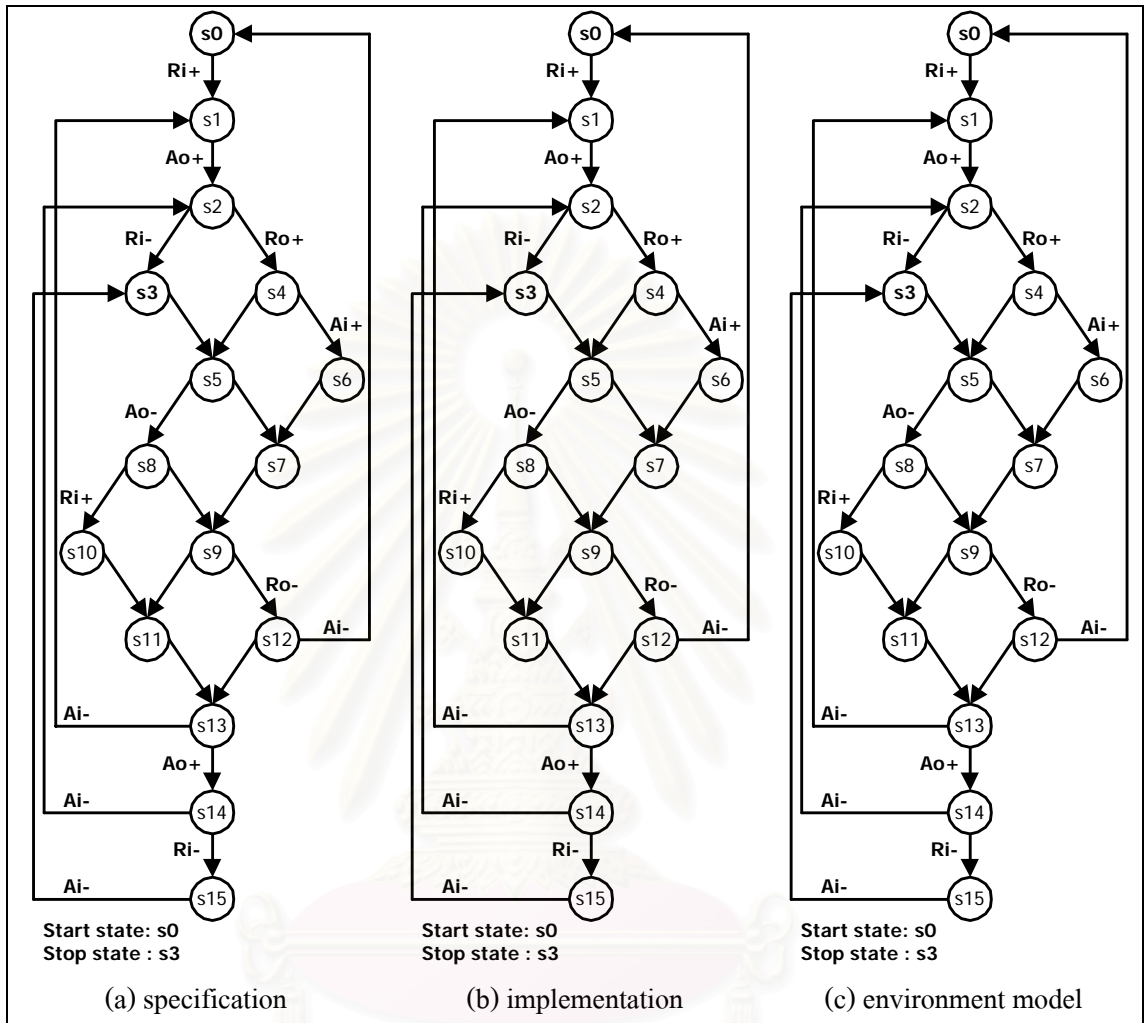 s0
Ri+
s1
Ao+
s2
Ri-
Ro+
s3
s4
Ai+
s5
s6
Ao-
s8
s7
Ri+
s10
s9
Ro-
s11
s12
Ai-
s13
Ai-
Ao+
s14
Ai-
Ri-
s15
Ai-
Start state: s0
Stop state : s3
(a) specification
s0
Ri+
s1
Ao+
s2
Ri-
Ro+
s3
s4
Ai+
s5
s6
Ao-
s8
s7
Ri+
s10
s9
Ro-
s11
s12
Ai-
s13
Ai-
Ao+
s14
Ai-
Ri-
s15
Ai-
Start state: s0
Stop state : s3
(b) implementation
s0
Ri+
s1
Ao+
s2
Ri-
Ro+
s3
s4
Ai+
s5
s6
Ao-
s8
s7
Ri+
s10
s9
Ro-
s11
s12
Ai-
s13
Ai-
Ao+
s14
Ai-
Ri-
s15
Ai-
Start state: s0
Stop state : s3
(c) environment model